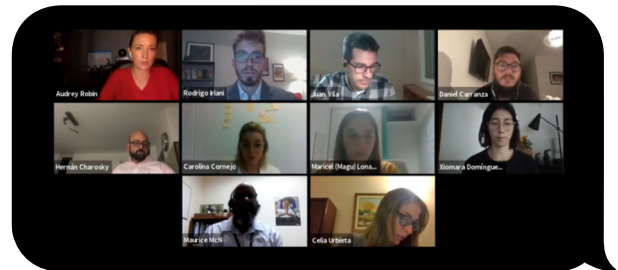 Audrey Robin
Rodrigo Iriani
Juan Vila
Daniel Carranza
Hernán Charosky
Carolina Cornejo
Maricel (Magu) Lona...
Xiomara Domíngue...
Maurice McN
Celia Urbieta